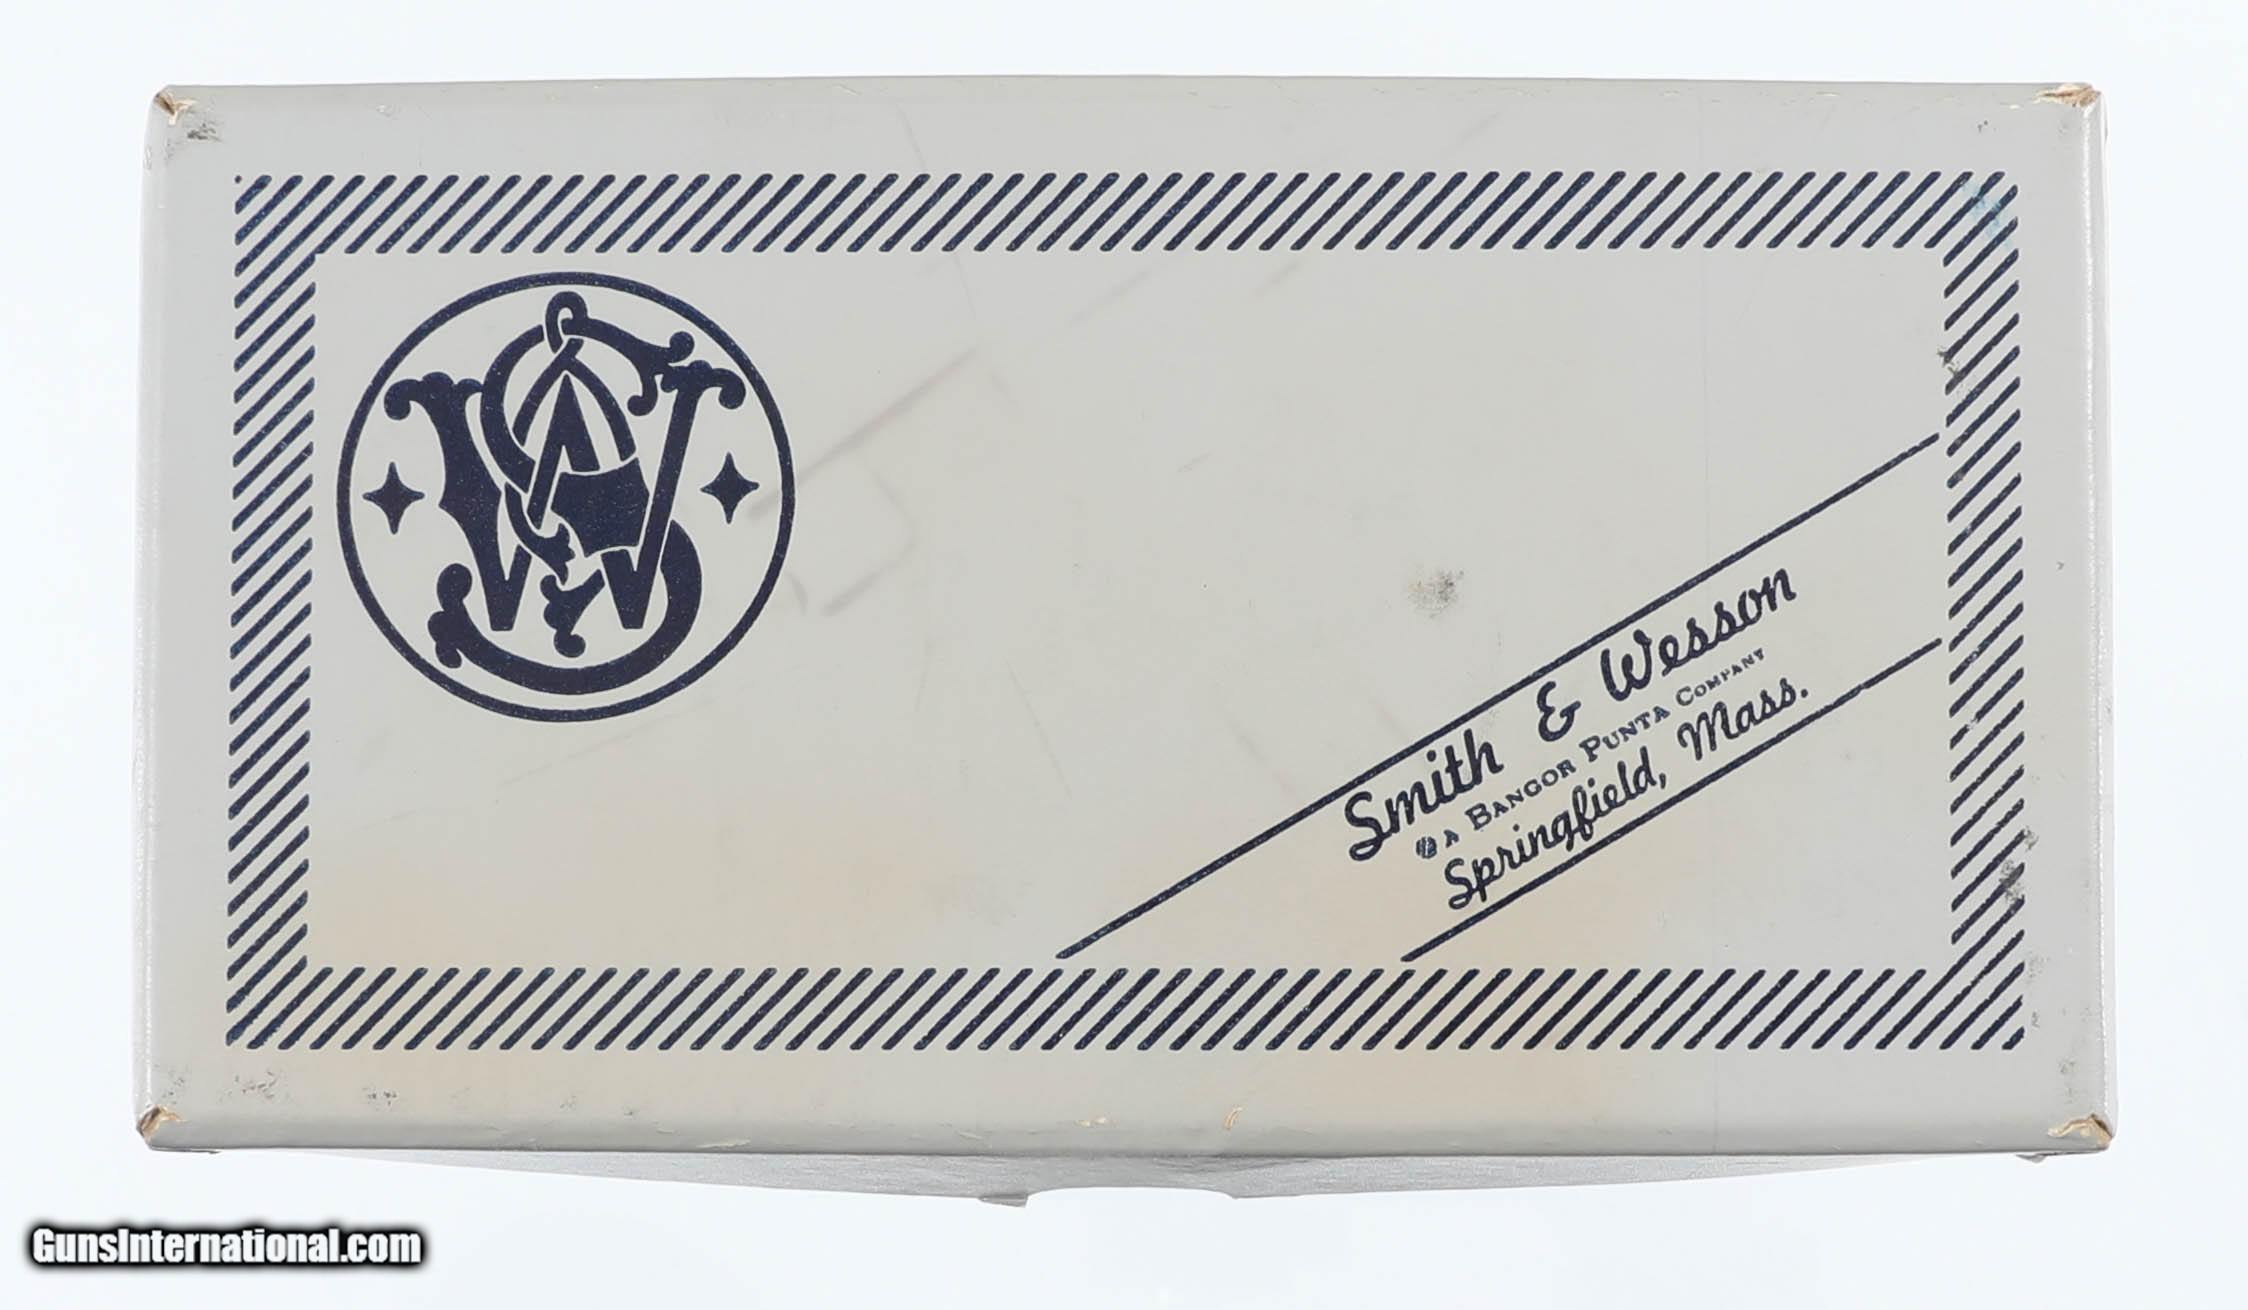 Smith & Wesson
A BANGOR PUNTA COMPANY
Springfield, Mass.
GunsInternational.com